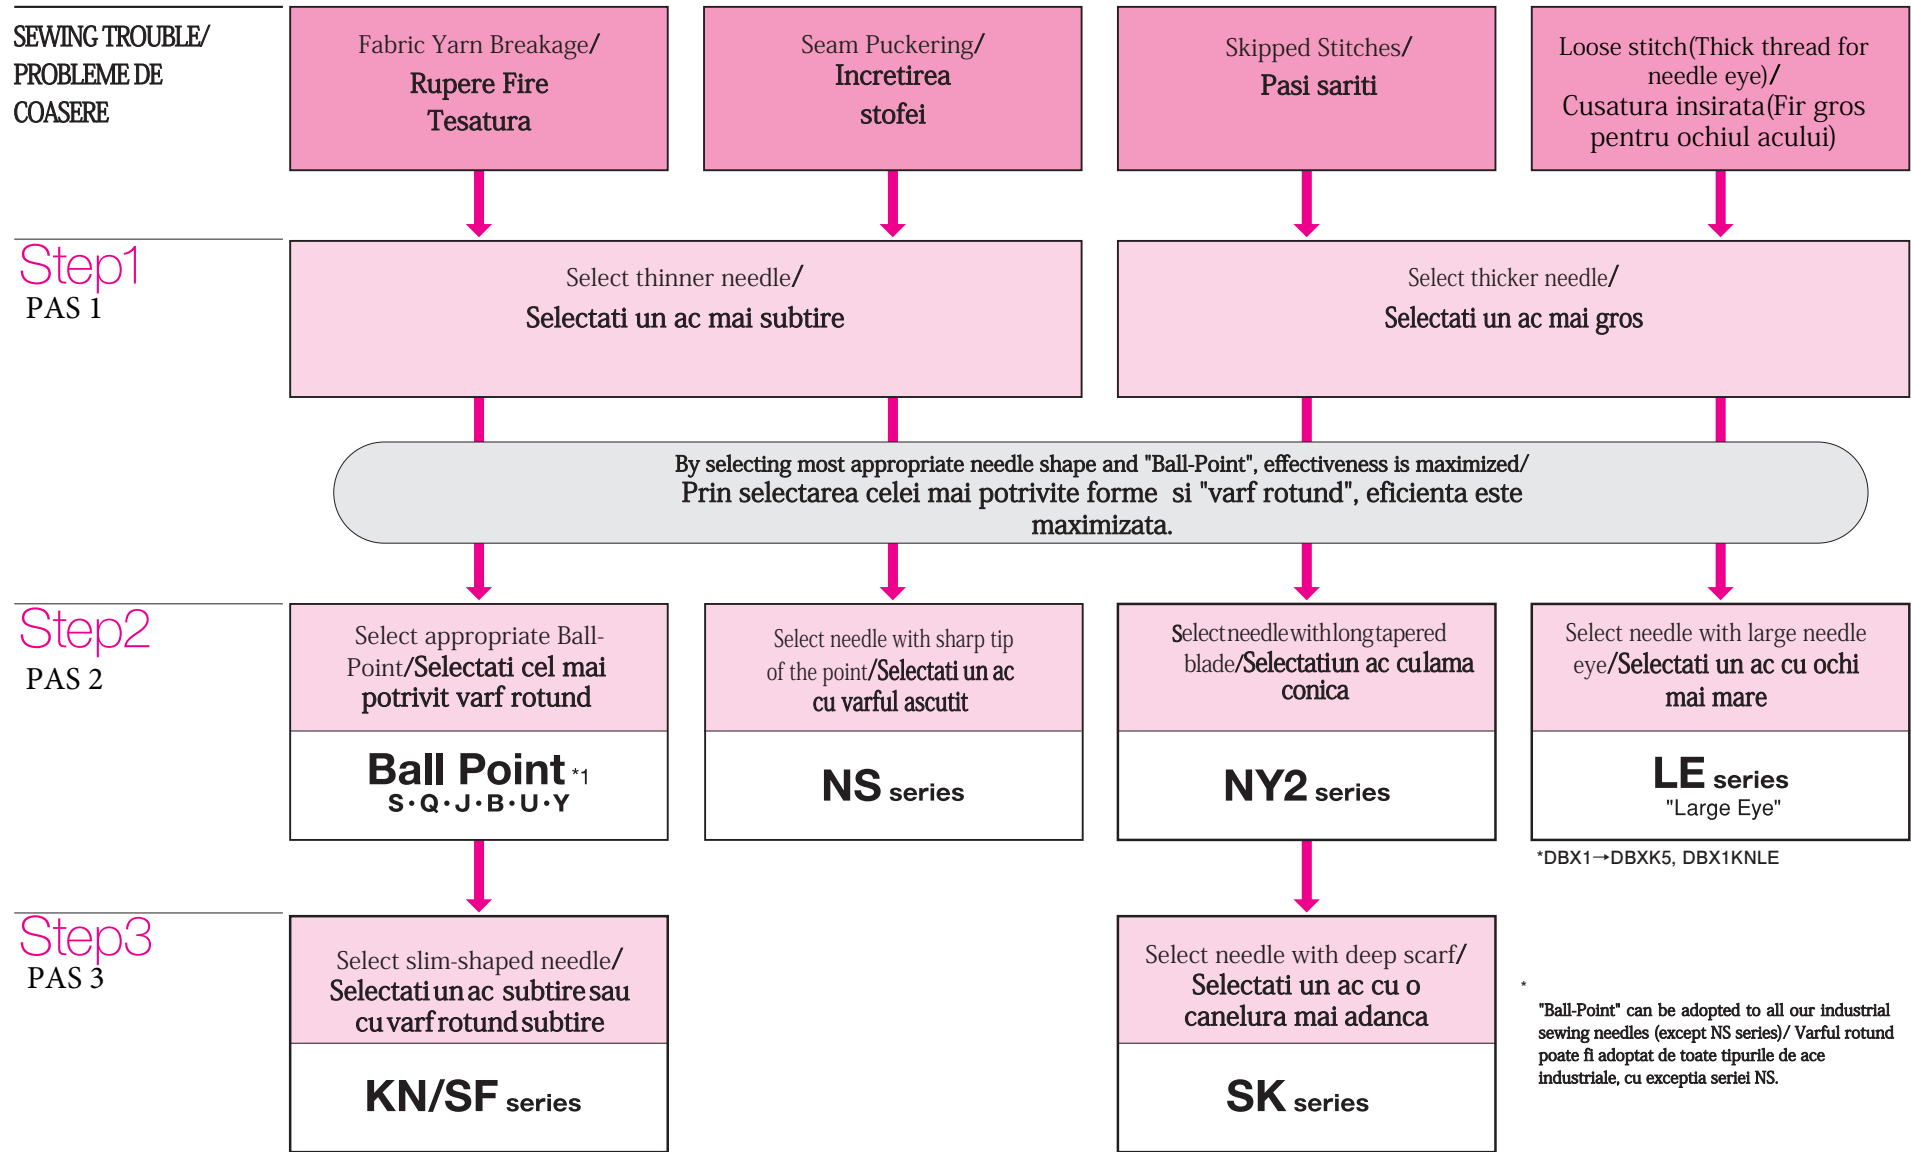 SEWING TROUBLE/
PROBLEME DE
COASERE
Fabric Yarn Breakage/
Rupere Fire
Tesatura
Seam Puckering/
Incretirea
stofei
Skipped Stitches/
Pasi sariti
Loose stitch(Thick thread for
needle eye)/
Cusatura insirata(Fir gros
pentru ochiul acului)
Step1
PAS 1
Select thinner needle/
Selectati un ac mai subtire
Select thicker needle/
Selectati un ac mai gros
By selecting most appropriate needle shape and "Ball-Point", effectiveness is maximized/
Prin selectarea celei mai potrivite forme si "varf rotund", eficienta este
maximizata.
Step2
PAS 2
Select appropriate Ball-
Point/Selectati cel mai
potrivit varf rotund
Ball Point *1
S·Q·J·B·U·Y
Select needle with sharp tip
of the point/Selectati un ac
cu varful ascutit
NS series
Select needle with long tapered
blade/Selectatiun ac culama
conica
NY2 series
Select needle with large needle
eye/Selectati un ac cu ochi
mai mare
LE series
"Large Eye"
*DBX1→DBXK5, DBX1KNLE
Step3
PAS 3
Select slim-shaped needle/
Selectati un ac subtire sau
cu varf rotund subtire
KN/SF series
Select needle with deep scarf/
Selectati un ac cu o
canelura mai adanca
SK series
*
"Ball-Point" can be adopted to all our industrial
sewing needles (except NS series)/ Varful rotund
poate fi adoptat de toate tipurile de ace
industriale, cu exceptia seriei NS.